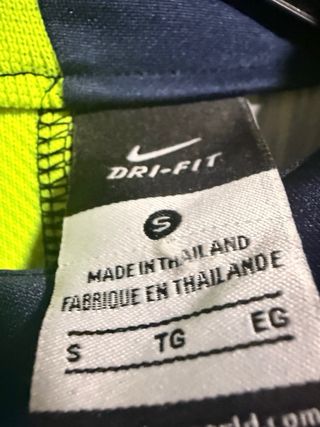 DRI-FIT
S
MADE IN THAILAND
FABRIQUE EN THAILANDE
S TG EG